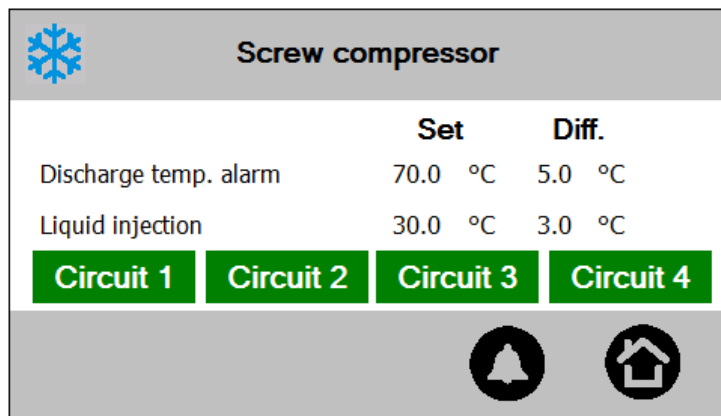 Screw compressor
Set Diff.
Discharge temp. alarm 70.0 °C 5.0 °C
Liquid injection 30.0 °C 3.0 °C
Circuit 1 Circuit 2 Circuit 3 Circuit 4